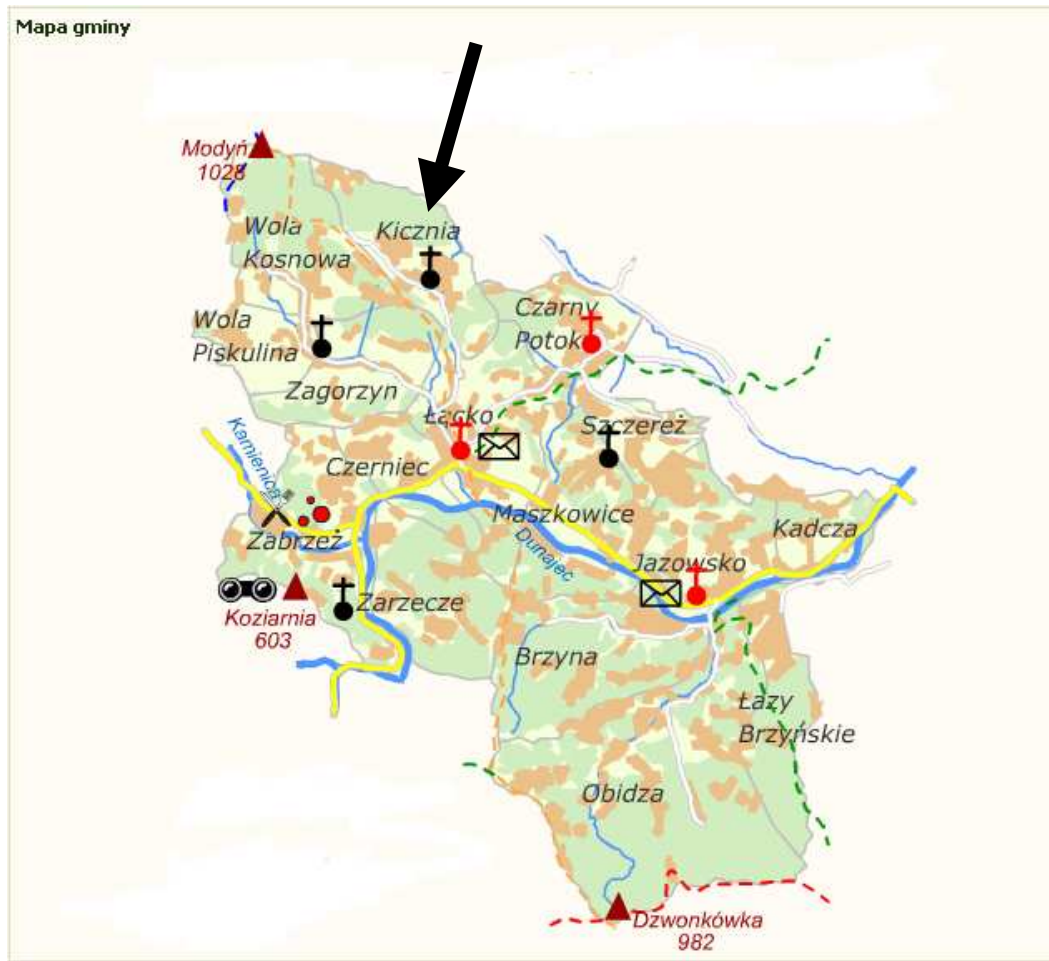 Mapa gminy
Modyń
1028
Wola
Kosnowa
Kicznia
Czarny
Potok
Wola
Piskulina
Zagorzyn
Łącko
Szczereż
Kamienica
Czerniec
Maszkowice
Kadcza
Zabrzeż
Dunajec
Jazowsko
Koziarnia
603
Zarzecze
Brzyna
Łazy
Brzyńskie
Obidza
Dzwonkówka
982